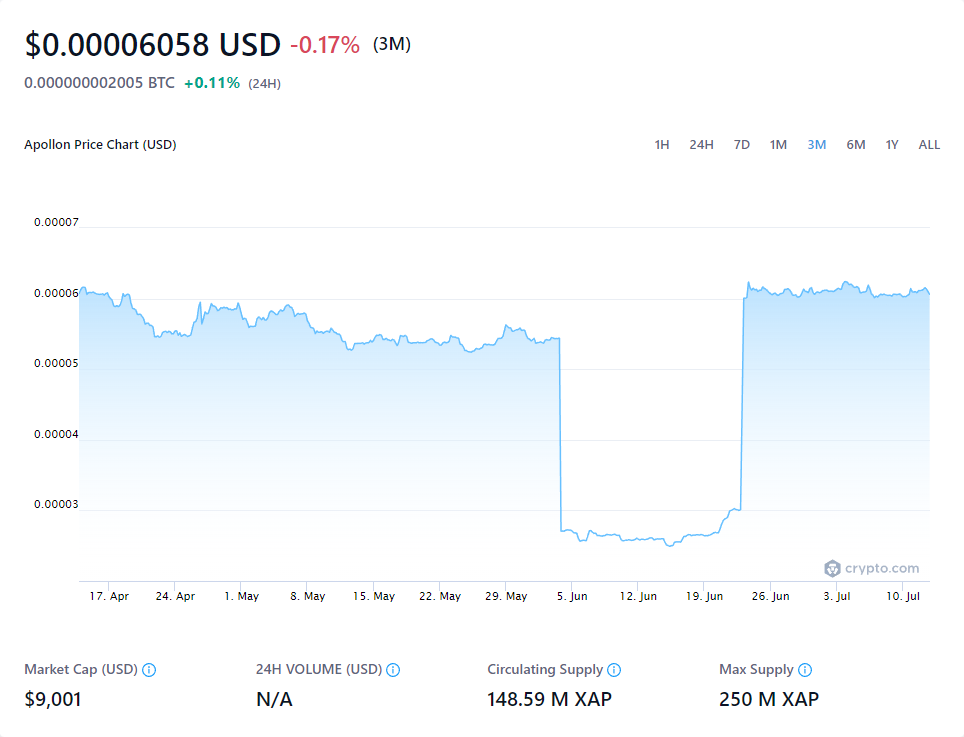 $0.00006058 USD -0.17% (3M)
0.000000002005 BTC +0.11% (24H)
Apollon Price Chart (USD) 1H 24H 7D 1M 3M 6M 1Y ALL
0.00007
0.00006
0.00005
0.00004
0.00003
crypto.com
17. Apr 24. Apr 1. May 8. May 15. May 22. May 29. May 5. Jun 12. Jun 19. Jun 26. Jun 3. Jul 10. Jul
Market Cap (USD) 24H VOLUME (USD) Circulating Supply Max Supply
$9,001 N/A 148.59 M XAP 250 M XAP